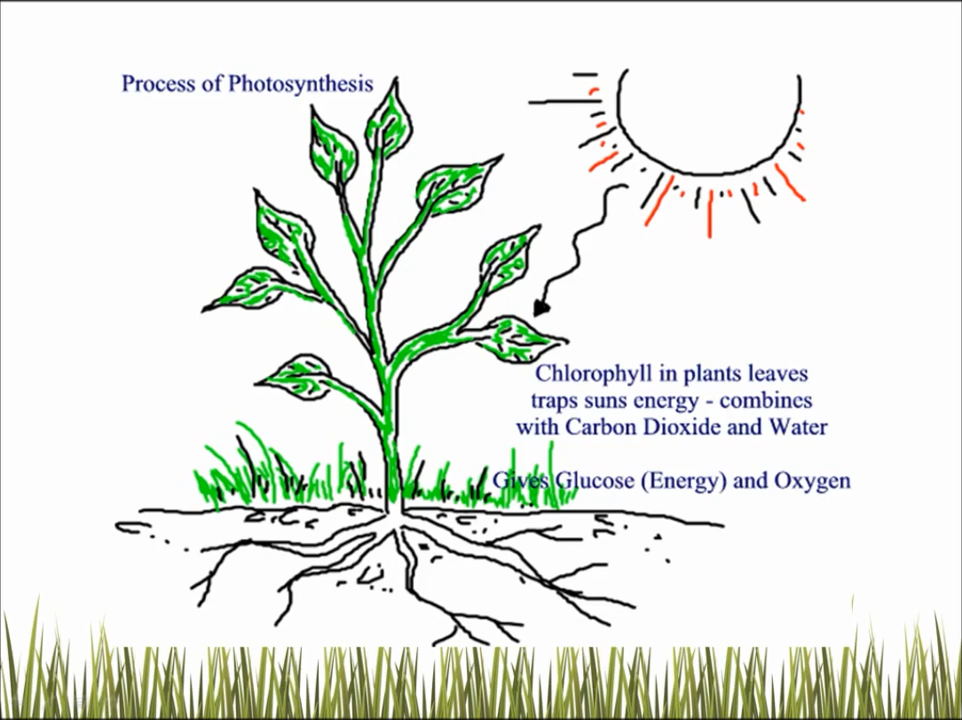 Process of Photosynthesis
Chlorophyll in plants leaves
traps suns energy - combines
with Carbon Dioxide and Water
Gives Glucose (Energy) and Oxygen